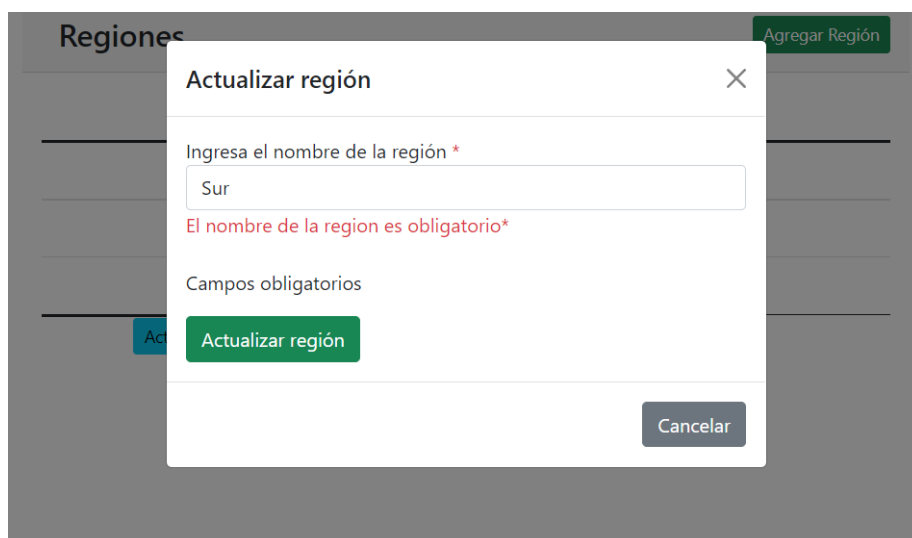 Regiones
Agregar Región
Actualizar región
Ingresa el nombre de la región *
Sur
El nombre de la region es obligatorio*
Campos obligatorios
Act
Actualizar región
Cancelar